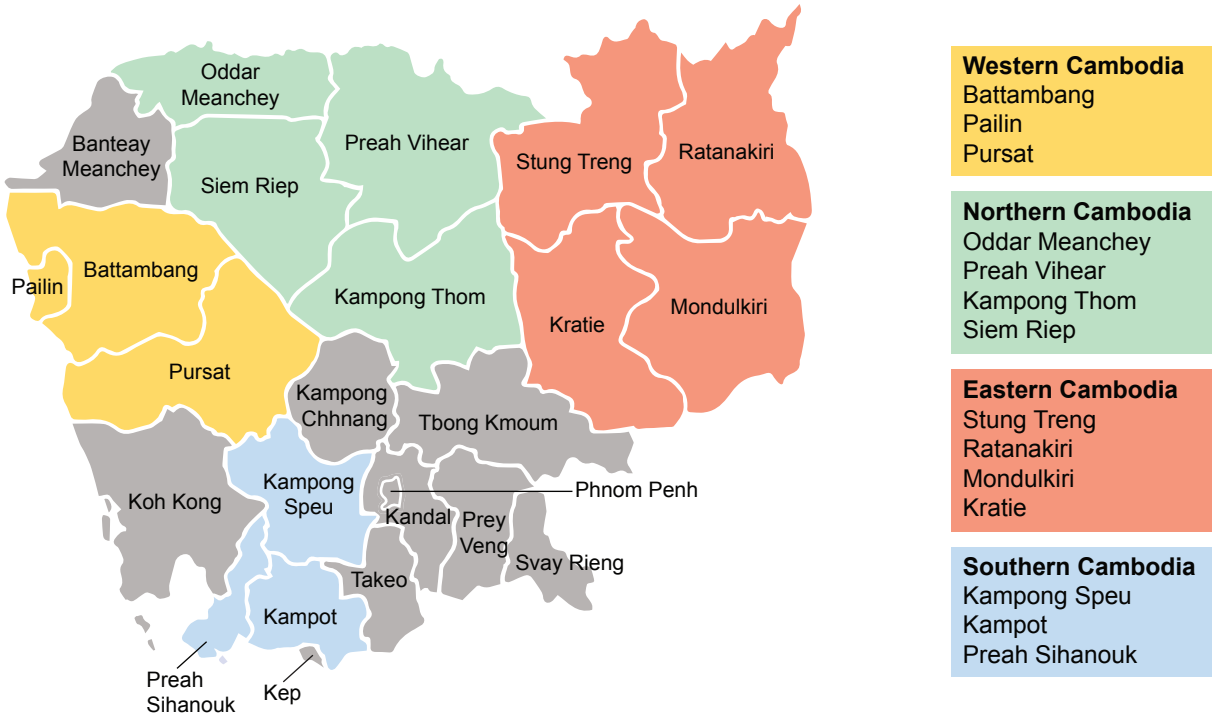 Oddar
Meanchey
Banteay
Meanchey
Preah Vihear
Siem Riep
Stung Treng
Ratanakiri
Battambang
Pailin
Kampong Thom
Kratie
Mondulkiri
Pursat
Kampong
Chhnang
Tbong Kmoum
Koh Kong
Kampong
Speu
Phnom Penh
Kandal
Prey
Veng
Svay Rieng
Takeo
Kampot
Preah
Sihanouk
Kep
Western Cambodia
Battambang
Pailin
Pursat
Northern Cambodia
Oddar Meanchey
Preah Vihear
Kampong Thom
Siem Riep
Eastern Cambodia
Stung Treng
Ratanakiri
Mondulkiri
Kratie
Southern Cambodia
Kampong Speu
Kampot
Preah Sihanouk